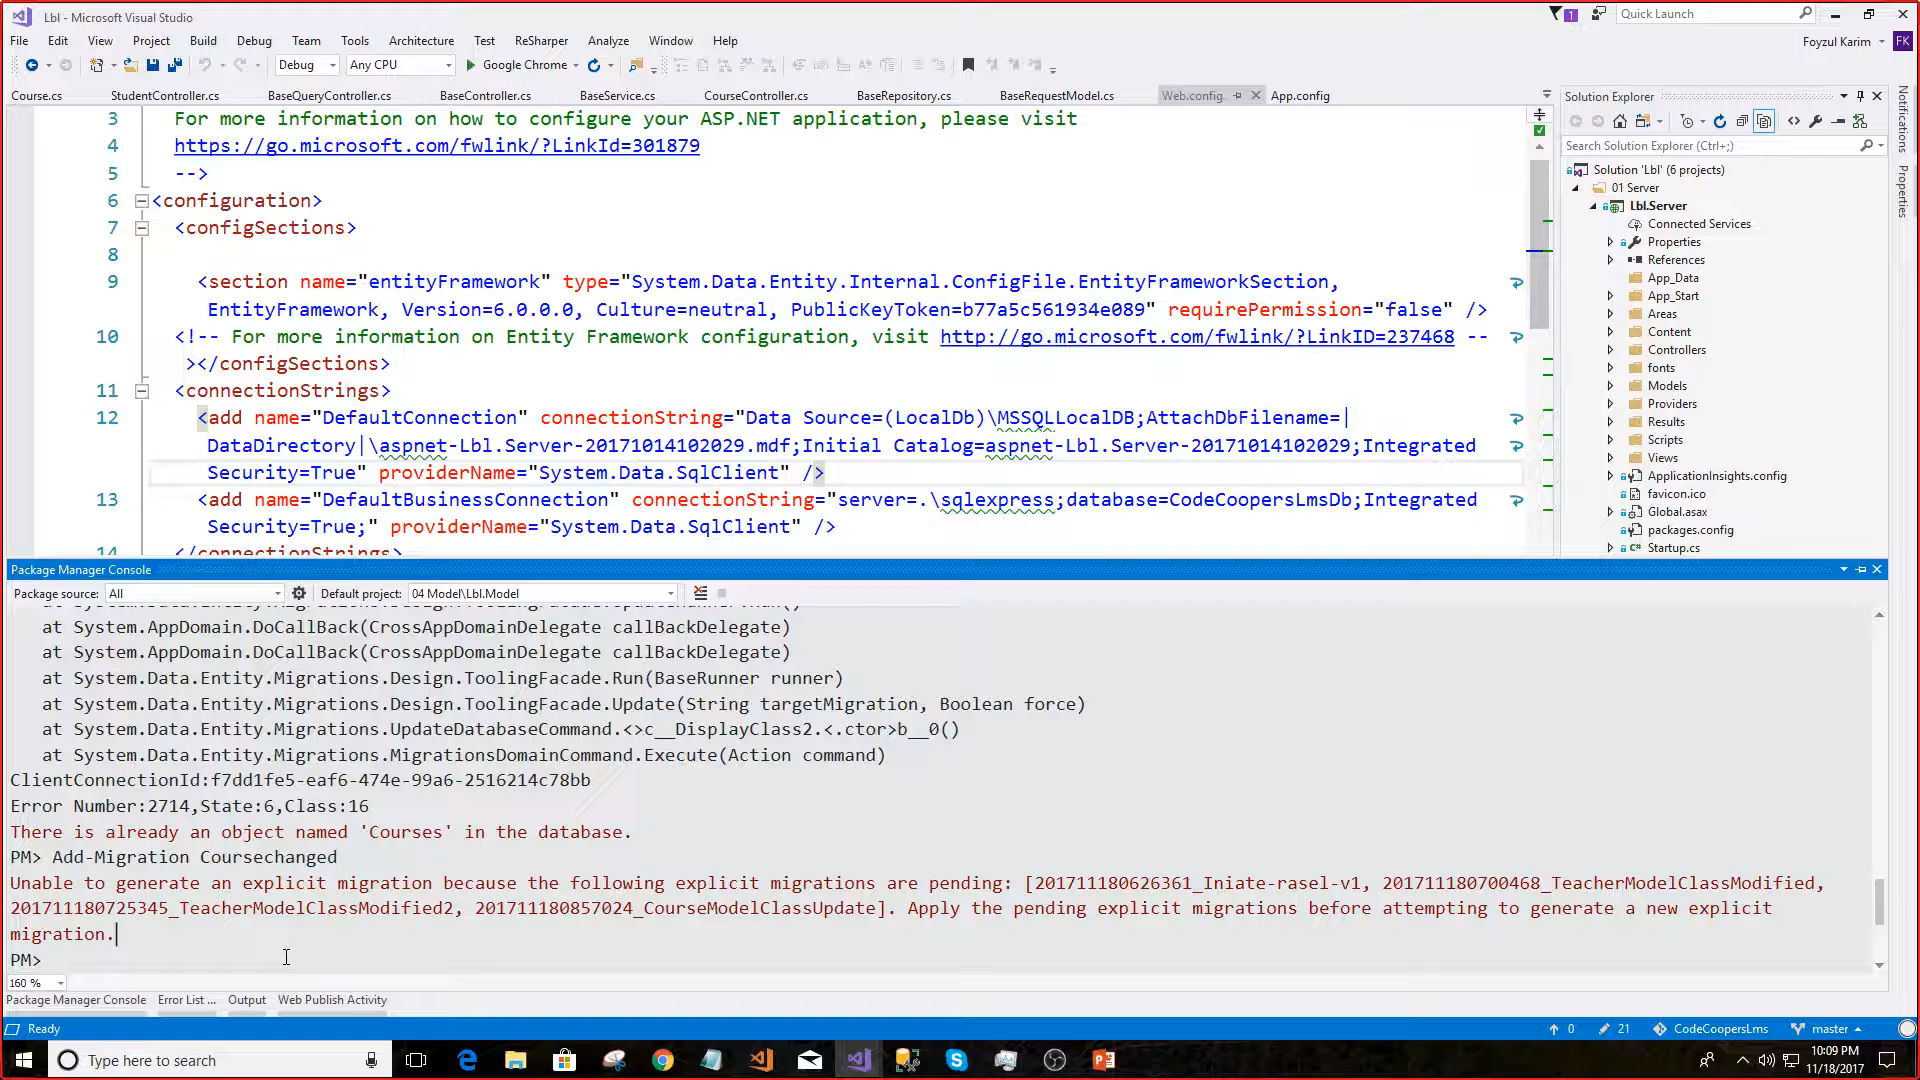 Lbl - Microsoft Visual Studio
1
Quick Launch
File Edit View Project Build Debug Team Tools Architecture Test ReSharper Analyze Window Help
Foyzul Karim FK
Debug Any CPU Google Chrome
Course.cs StudentController.cs BaseQueryController.cs BaseController.cs BaseService.cs CourseController.cs BaseRepository.cs BaseRequestModel.cs Web.config App.config
3 For more information on how to configure your ASP.NET application, please visit
4 https://go.microsoft.com/fwlink/?LinkId=301879
5 -->
6 <configuration>
7 <configSections>
8
9 <section name="entityFramework" type="System.Data.Entity.Internal.ConfigFile.EntityFrameworkSection,
EntityFramework, Version=6.0.0.0, Culture=neutral, PublicKeyToken=b77a5c561934e089" requirePermission="false" />
10 <!-- For more information on Entity Framework configuration, visit http://go.microsoft.com/fwlink/?LinkID=237468 --
></configSections>
11 <connectionStrings>
12 <add name="DefaultConnection" connectionString="Data Source=(LocalDb)\MSSQLLocalDB;AttachDbFilename=|
DataDirectory|\aspnet-Lbl.Server-20171014102029.mdf;Initial Catalog=aspnet-Lbl.Server-20171014102029;Integrated
Security=True" providerName="System.Data.SqlClient" />
13 <add name="DefaultBusinessConnection" connectionString="server=.\sqlexpress;database=CodeCoopersLmsDb;Integrated
Security=True;" providerName="System.Data.SqlClient" />
14 </connectionStrings>
Solution Explorer
Search Solution Explorer (Ctrl+;)
Solution 'Lbl' (6 projects)
01 Server
Lbl.Server
Connected Services
Properties
References
App_Data
App_Start
Areas
Content
Controllers
fonts
Models
Providers
Results
Scripts
Views
ApplicationInsights.config
favicon.ico
Global.asax
packages.config
Startup.cs
Notifications
Properties
Package Manager Console
Package source: All Default project: 04 Model\Lbl.Model
at System.AppDomain.DoCallBack(CrossAppDomainDelegate callBackDelegate)
at System.AppDomain.DoCallBack(CrossAppDomainDelegate callBackDelegate)
at System.Data.Entity.Migrations.Design.ToolingFacade.Run(BaseRunner runner)
at System.Data.Entity.Migrations.Design.ToolingFacade.Update(String targetMigration, Boolean force)
at System.Data.Entity.Migrations.UpdateDatabaseCommand.<>c__DisplayClass2.<.ctor>b__0()
at System.Data.Entity.Migrations.MigrationsDomainCommand.Execute(Action command)
ClientConnectionId:f7dd1fe5-eaf6-474e-99a6-2516214c78bb
Error Number:2714,State:6,Class:16
There is already an object named 'Courses' in the database.
PM> Add-Migration Coursechanged
Unable to generate an explicit migration because the following explicit migrations are pending: [201711180626361_Iniate-rasel-v1, 201711180700468_TeacherModelClassModified,
201711180725345_TeacherModelClassModified2, 201711180857024_CourseModelClassUpdate]. Apply the pending explicit migrations before attempting to generate a new explicit
migration.
PM>
160 %
Package Manager Console Error List ... Output Web Publish Activity
Ready 0 21 CodeCoopersLms master
Type here to search
10:09 PM
11/18/2017